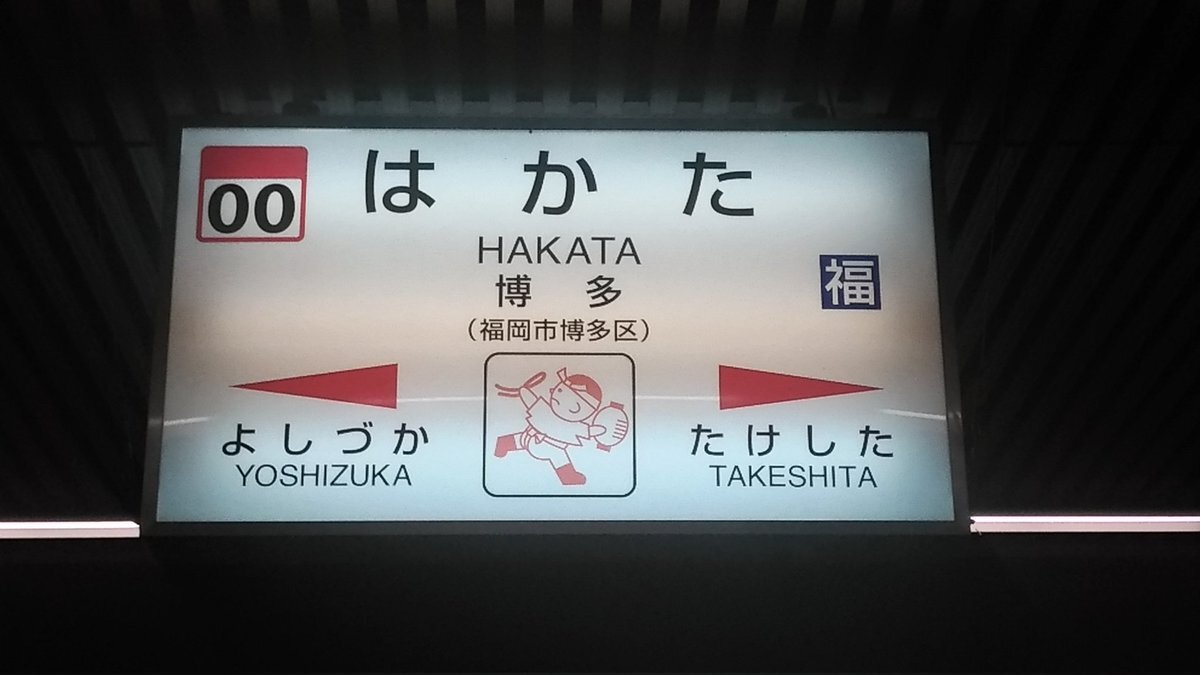 00
はかた
HAKATA
博多
福
（福岡市博多区）
よしづか
YOSHIZUKA
たけした
TAKESHITA